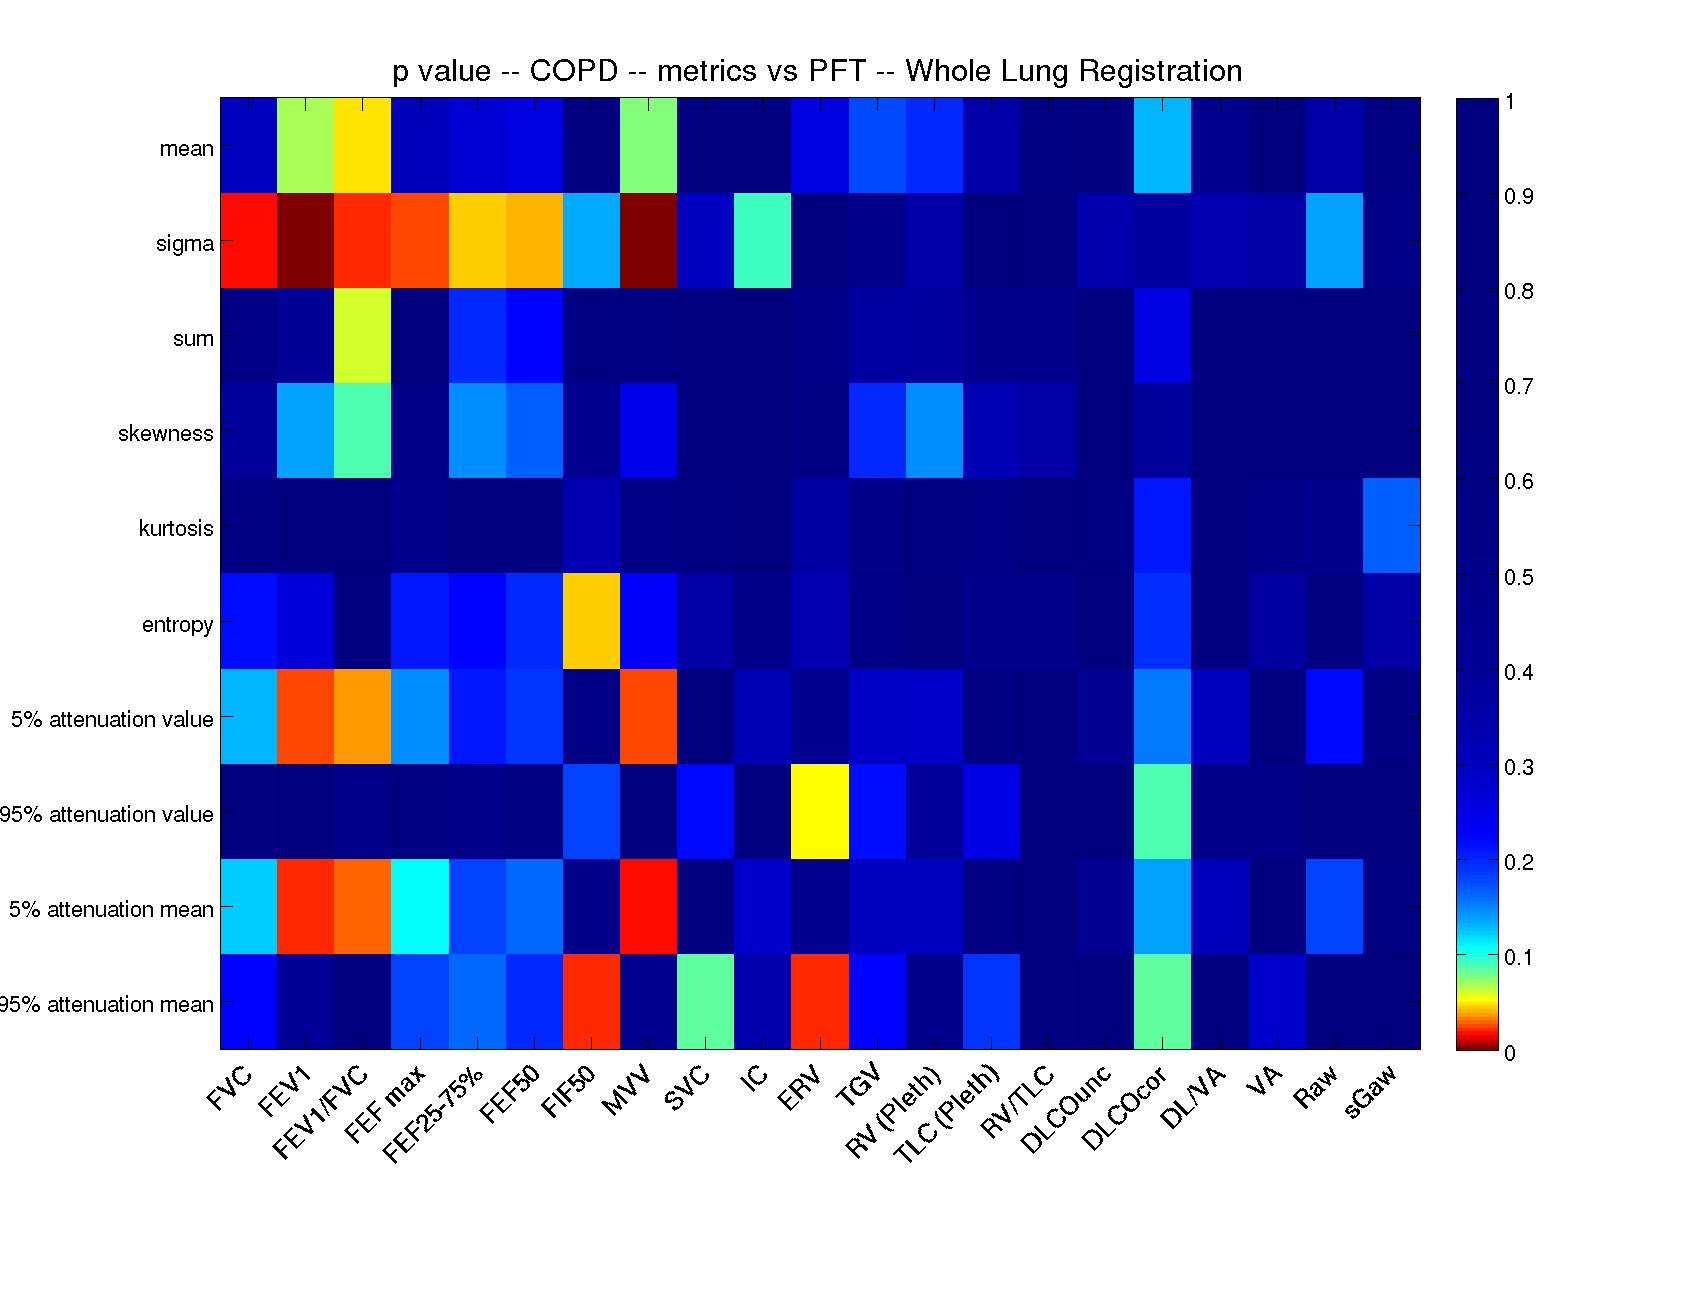 p value -- COPD -- metrics vs PFT -- Whole Lung Registration
mean
sigma
sum
skewness
kurtosis
entropy
5% attenuation value
95% attenuation value
5% attenuation mean
95% attenuation mean
FVC
FEV1
FEV1/FVC
FEF max
FEF25-75%
FEF50
FIF50
MVV
SVC
IC
ERV
TGV
RV (Pleth)
TLC (Pleth)
RV/TLC
DLCOunc
DLCOcor
DL/VA
VA
Raw
sGaw
1
0.9
0.8
0.7
0.6
0.5
0.4
0.3
0.2
0.1
0